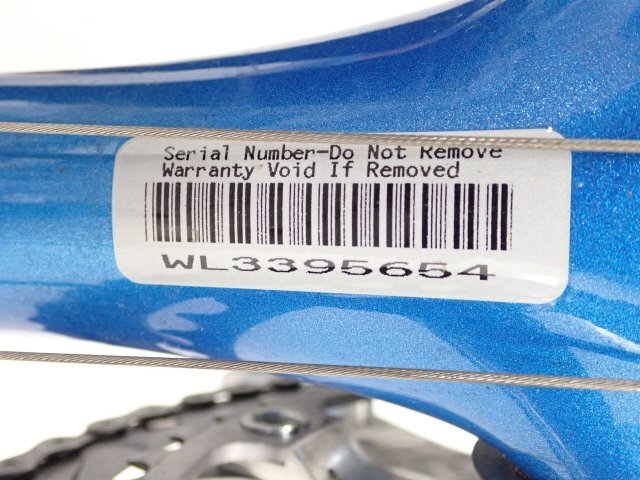 Serial Number-Do Not Remove
Warranty Void If Removed
WL3395654